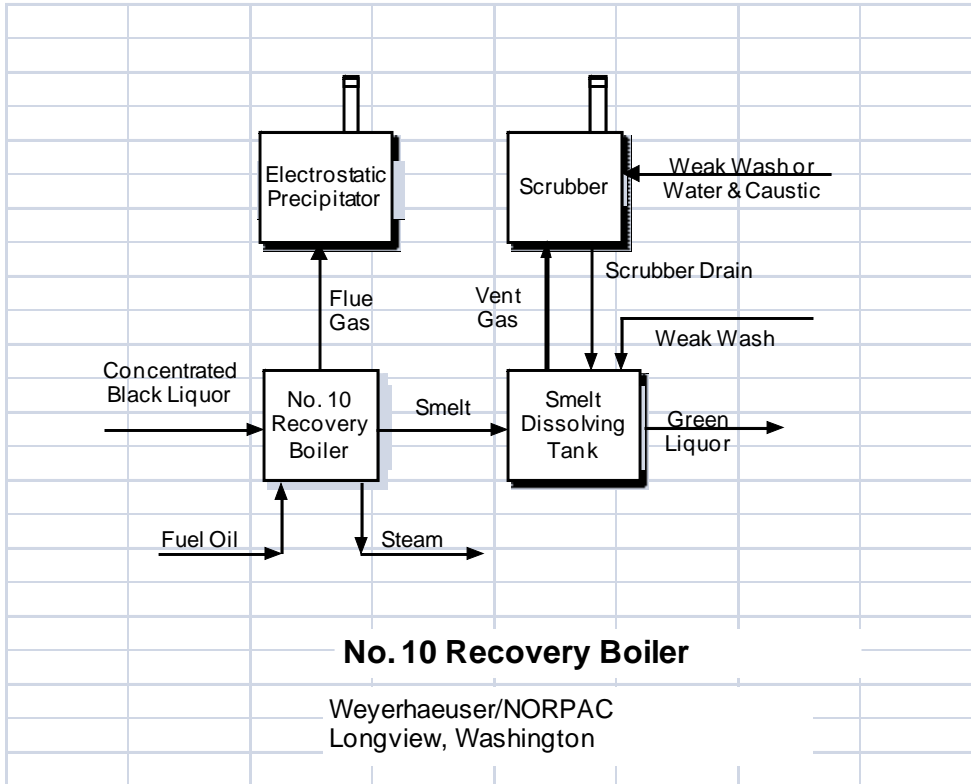 Electrostatic
Precipitator
Scrubber
Weak Wash or
Water & Caustic
Scrubber Drain
Flue
Gas
Vent
Gas
Weak Wash
Concentrated
Black Liquor
No. 10
Recovery
Boiler
Smelt
Smelt
Dissolving
Tank
Green
Liquor
Fuel Oil
Steam
No. 10 Recovery Boiler
Weyerhaeuser/NORPAC
Longview, Washington